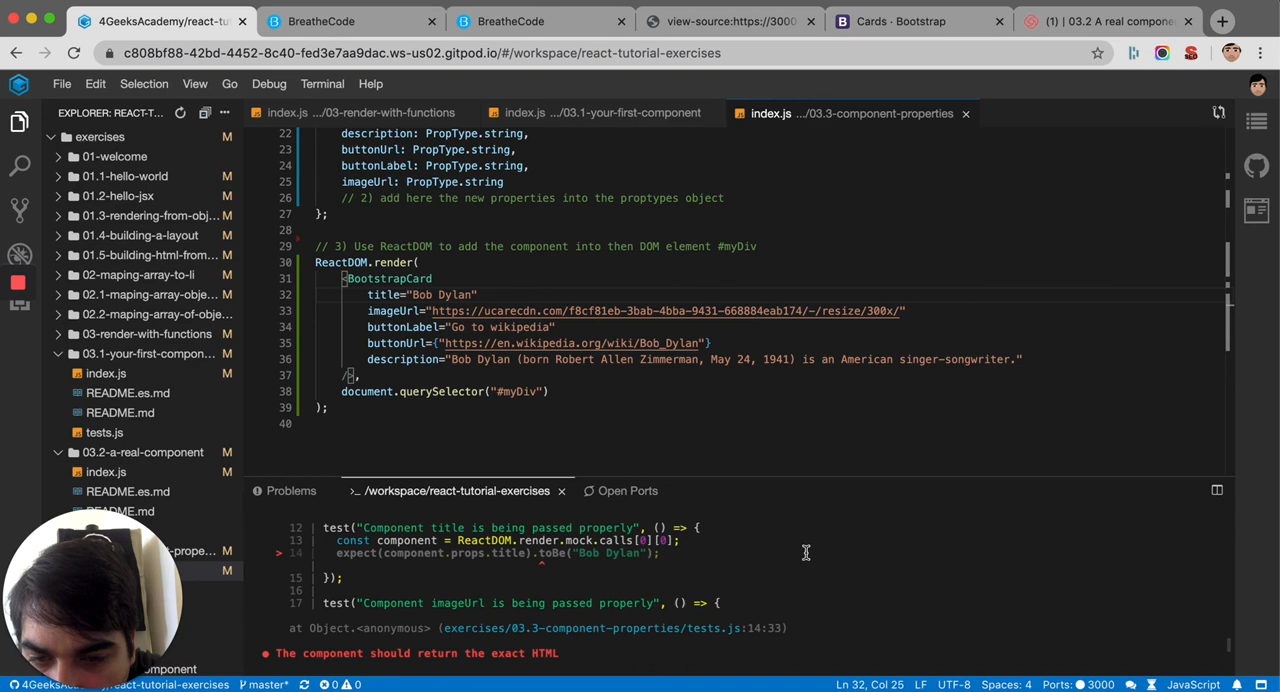 4GeeksAcademy/react-tuto
BreatheCode
BreatheCode
view-source:https://3000
Cards · Bootstrap
(1) | 03.2 A real compone
c808bf88-42bd-4452-8c40-fed3e7aa9dac.ws-us02.gitpod.io/#/workspace/react-tutorial-exercises
File Edit Selection View Go Debug Terminal Help
EXPLORER: REACT-T...
index.js .../03-render-with-functions
index.js .../03.1-your-first-component
index.js .../03.3-component-properties
exercises M
01-welcome
01.1-hello-world M
01.2-hello-jsx
01.3-rendering-from-obj... M
01.4-building-a-layout M
01.5-building-html-from... M
02-maping-array-to-li M
02.1-maping-array-obje... M
02.2-maping-array-of-obje... M
03-render-with-functions M
03.1-your-first-compon... M
index.js M
README.es.md
README.md
tests.js
03.2-a-real-component M
index.js M
README.es.md
README.md
t-prope... M
M
omponent
22 description: PropType.string,
23 buttonUrl: PropType.string,
24 buttonLabel: PropType.string,
25 imageUrl: PropType.string
26 // 2) add here the new properties into the proptypes object
27 };
28
29 // 3) Use ReactDOM to add the component into then DOM element #myDiv
30 ReactDOM.render(
31 <BootstrapCard
32 title="Bob Dylan"
33 imageUrl="https://ucarecdn.com/f8cf81eb-3bab-4bba-9431-668884eab174/-/resize/300x/"
34 buttonLabel="Go to wikipedia"
35 buttonUrl={"https://en.wikipedia.org/wiki/Bob_Dylan"}
36 description="Bob Dylan (born Robert Allen Zimmerman, May 24, 1941) is an American singer-songwriter."
37 />,
38 document.querySelector("#myDiv")
39 );
40
Problems
>_ /workspace/react-tutorial-exercises
Open Ports
12 | test("Component title is being passed properly", () => {
13 | const component = ReactDOM.render.mock.calls[0][0];
> 14 | expect(component.props.title).toBe("Bob Dylan");
| ^
15 | });
16 |
17 | test("Component imageUrl is being passed properly", () => {
at Object.<anonymous> (exercises/03.3-component-properties/tests.js:14:33)
● The component should return the exact HTML
4GeeksAcademy/react-tutorial-exercises master* 0 0 Ln 32, Col 25 LF UTF-8 Spaces: 4 Ports: 3000 JavaScript